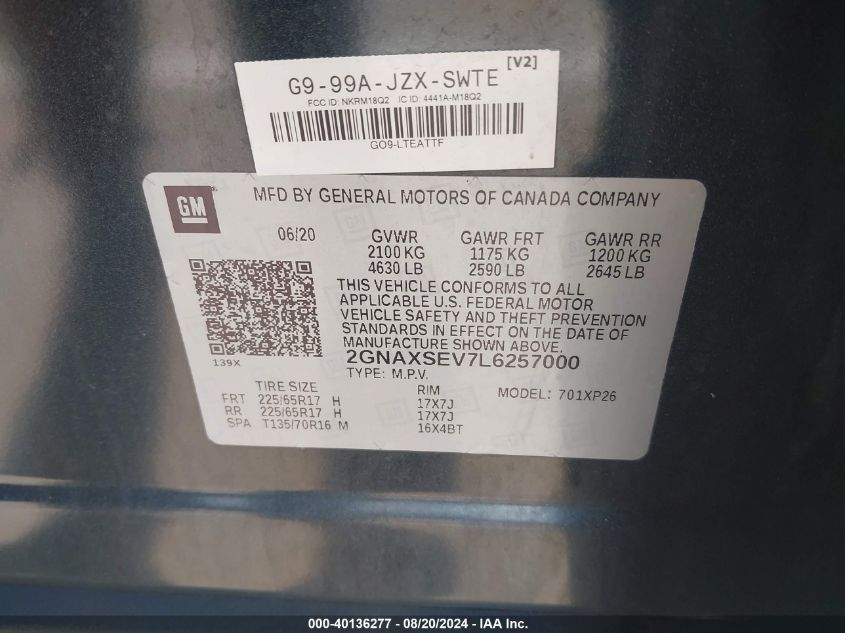 G9-99A-JZX-SWTE [V2]
FCC ID: NKRM18Q2 IC ID: 4441A-M18Q2
GO9-LTEATTF
GM MFD BY GENERAL MOTORS OF CANADA COMPANY
06/20 GVWR GAWR FRT GAWR RR
2100 KG 1175 KG 1200 KG
4630 LB 2590 LB 2645 LB
THIS VEHICLE CONFORMS TO ALL
APPLICABLE U.S. FEDERAL MOTOR
VEHICLE SAFETY AND THEFT PREVENTION
STANDARDS IN EFFECT ON THE DATE OF
MANUFACTURE SHOWN ABOVE.
139X 2GNAXSEV7L6257000
TYPE: M.P.V.
TIRE SIZE RIM MODEL: 701XP26
FRT 225/65R17 H 17X7J
RR 225/65R17 H 17X7J
SPA T135/70R16 M 16X4BT
000-40136277 - 08/20/2024 - IAA Inc.